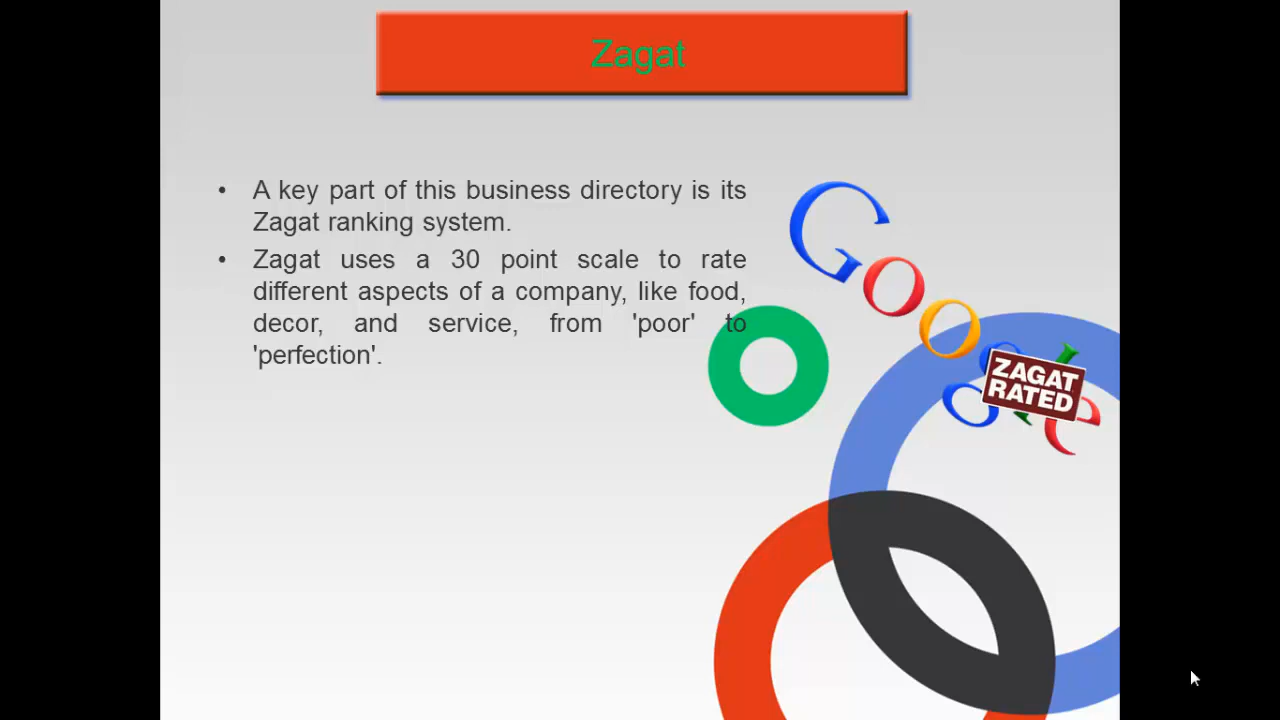 Zagat
• A key part of this business directory is its
Zagat ranking system.
• Zagat uses a 30 point scale to rate
different aspects of a company, like food,
decor, and service, from 'poor' to
'perfection'.
Google
ZAGAT
RATED